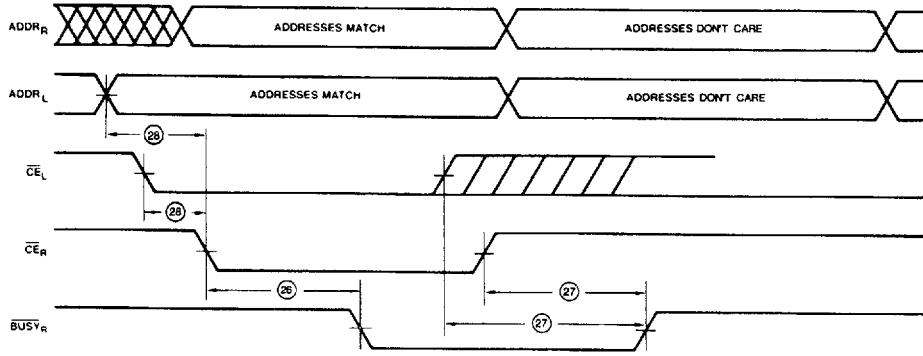 ADDR_R ADDRESSES MATCH ADDRESSES DON'T CARE
ADDR_L ADDRESSES MATCH ADDRESSES DON'T CARE
28
CE_L
28
CE_R
26 27
27
BUSY_R